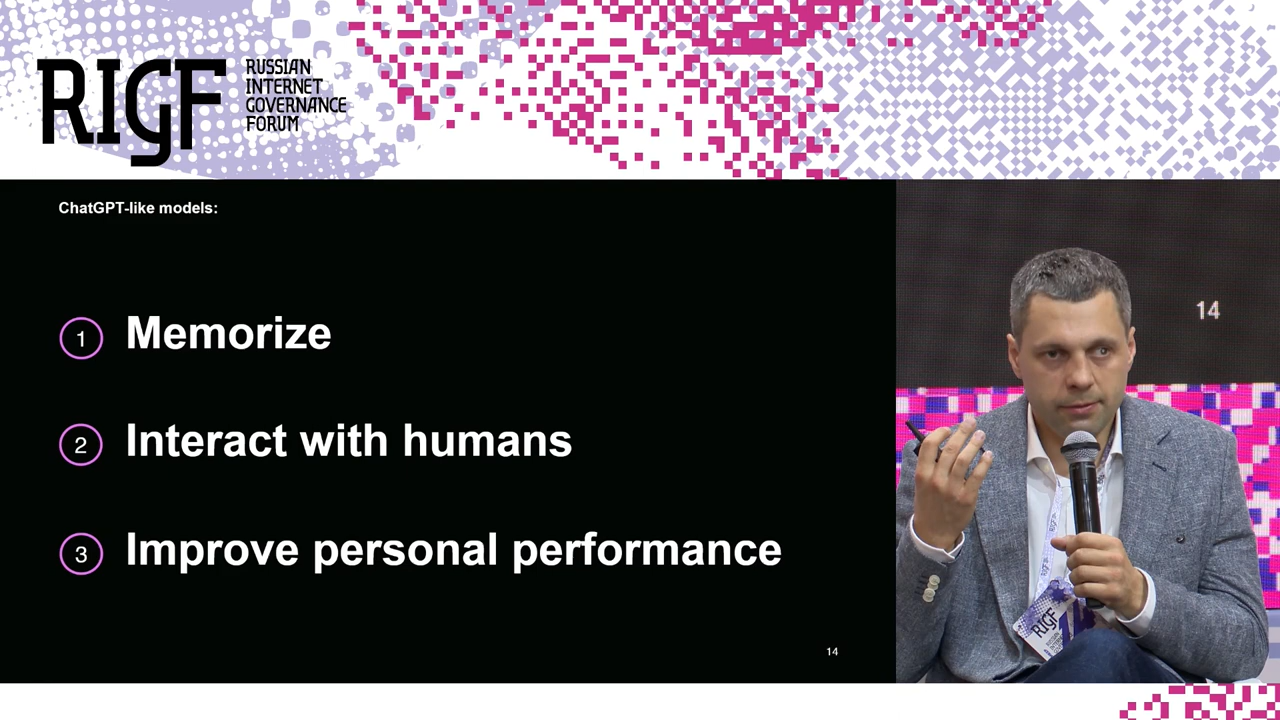 RIGF
RUSSIAN
INTERNET
GOVERNANCE
FORUM
ChatGPT-like models:
1 Memorize
2 Interact with humans
3 Improve personal performance
14
14
RIGF